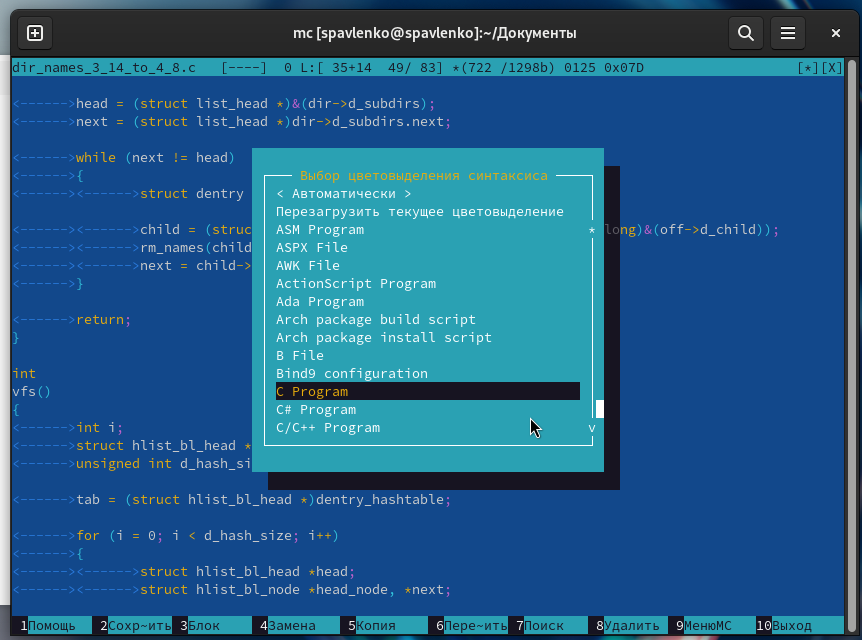 mc [spavlenko@spavlenko]:~/Документы
dir_names_3_14_to_4_8.c   [----]  0 L:[ 35+14  49/ 83] *(722 /1298b) 0125 0x07D [*][X]
<------>head = (struct list_head *)&(dir->d_subdirs);
<------>next = (struct list_head *)dir->d_subdirs.next;
<------>while (next != head)
<------>{
<------><------>struct dentry
<------><------>child = (struc
long)&(off->d_child));
<------><------>rm_names(child
<------><------>next = child->
<------>}
<------>return;
}
int
vfs()
{
<------>int i;
<------>struct hlist_bl_head *
<------>unsigned int d_hash_si
<------>tab = (struct hlist_bl_head *)dentry_hashtable;
<------>for (i = 0; i < d_hash_size; i++)
<------>{
<------><------>struct hlist_bl_head *head;
<------><------>struct hlist_bl_node *head_node, *next;
Выбор цветовыделения синтаксиса
< Автоматически >
Перезагрузить текущее цветовыделение
ASM Program
*
ASPX File
AWK File
ActionScript Program
Ada Program
Arch package build script
Arch package install script
B File
Bind9 configuration
C Program
C# Program
C/C++ Program
v
1Помощь 2Сохр~ить 3Блок 4Замена 5Копия 6Пере~ить 7Поиск 8Удалить 9МенюMC 10Выход